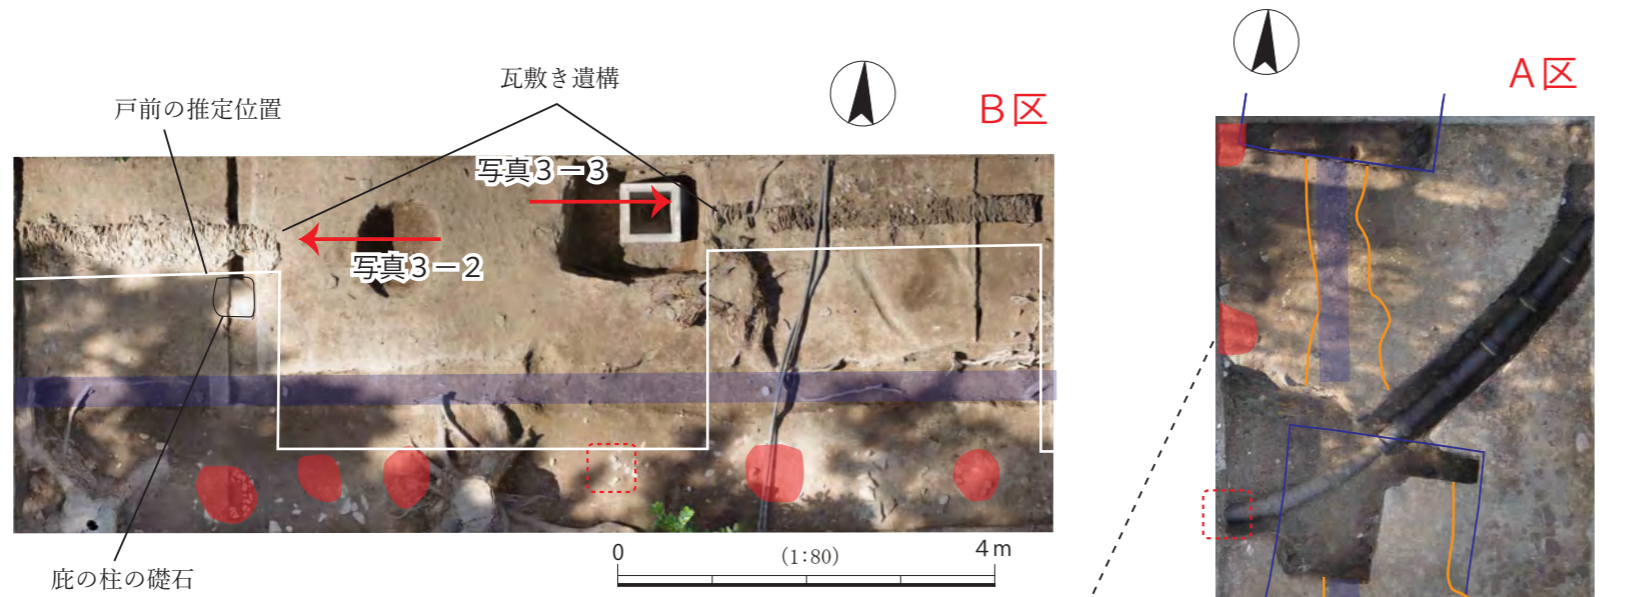 瓦敷き遺構
戸前の推定位置
B区
A区
写真3－3
写真3－2
庇の柱の礎石
0
(1:80)
4m